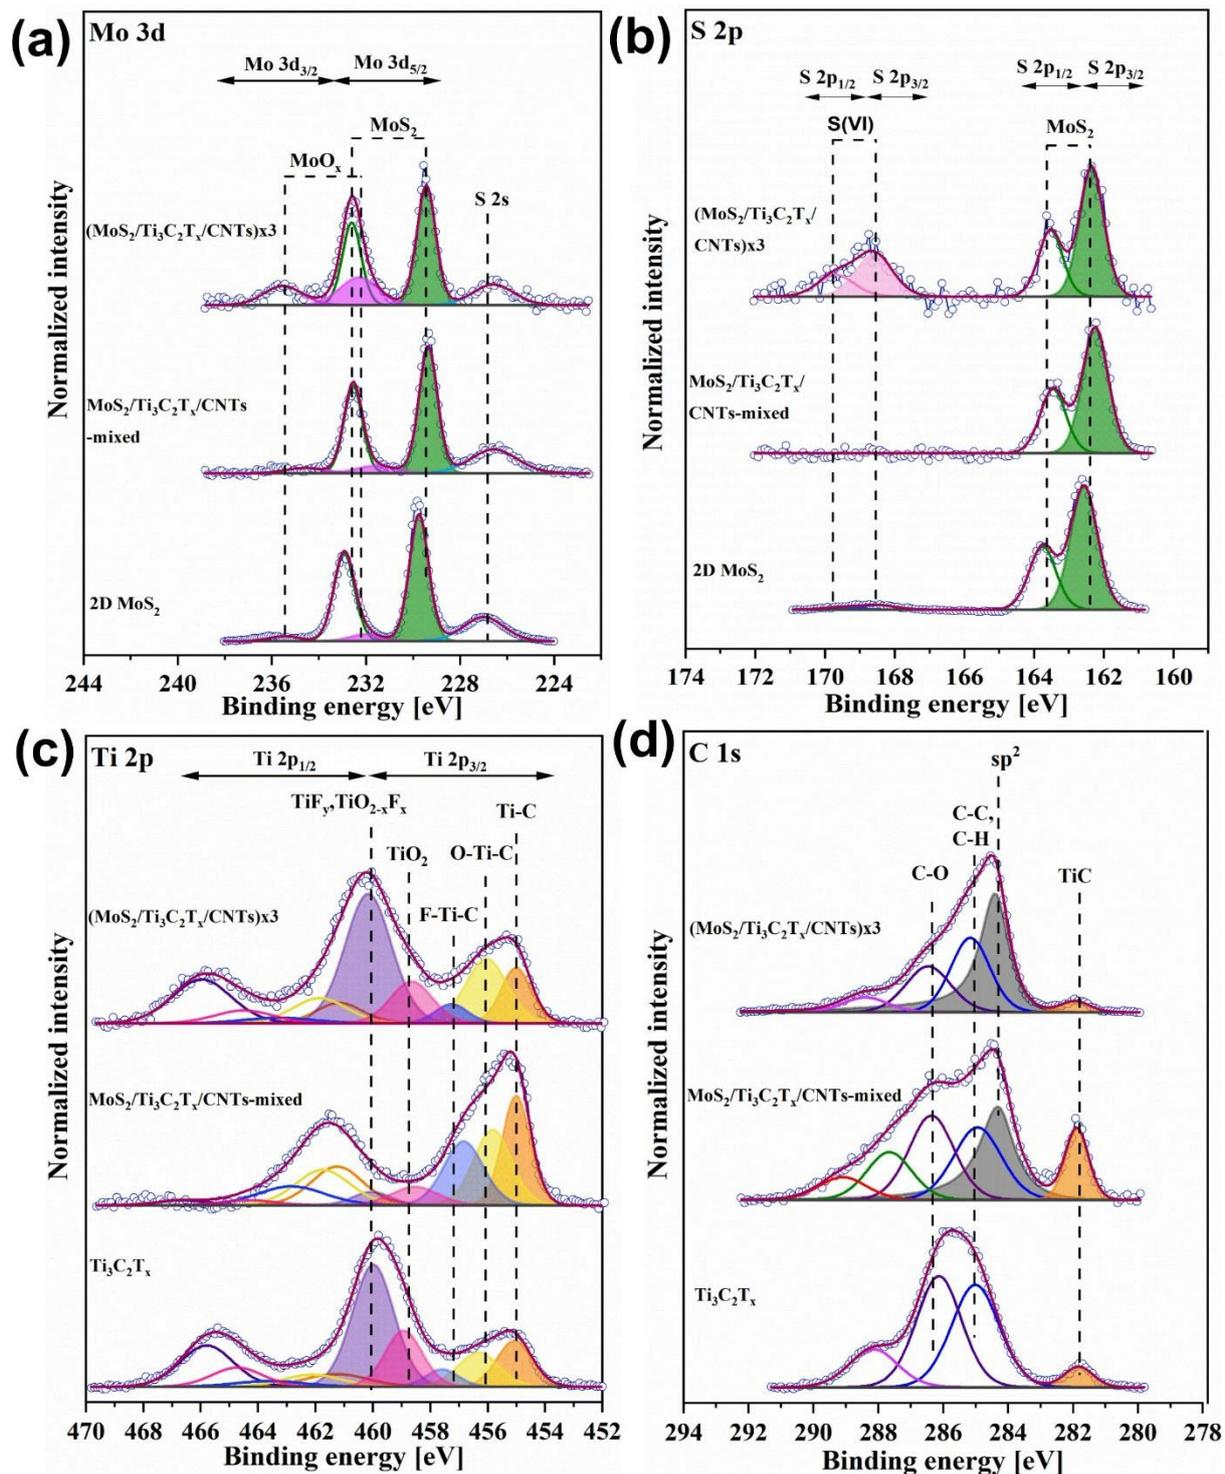 (a)
Mo 3d
Mo 3d3/2
Mo 3d5/2
MoS2
MoOx
S 2s
(MoS2/Ti3C2Tx/CNTs)x3
MoS2/Ti3C2Tx/CNTs
-mixed
2D MoS2
Normalized intensity
244 240 236 232 228 224
Binding energy [eV]
(b)
S 2p
S 2p1/2 S 2p3/2
S 2p1/2 S 2p3/2
S(VI)
MoS2
(MoS2/Ti3C2Tx/
CNTs)x3
MoS2/Ti3C2Tx/
CNTs-mixed
2D MoS2
Normalized intensity
174 172 170 168 166 164 162 160
Binding energy [eV]
(c)
Ti 2p
Ti 2p1/2
Ti 2p3/2
TiFy,TiO2-xFx
Ti-C
TiO2
O-Ti-C
F-Ti-C
(MoS2/Ti3C2Tx/CNTs)x3
MoS2/Ti3C2Tx/CNTs-mixed
Ti3C2Tx
Normalized intensity
470 468 466 464 462 460 458 456 454 452
Binding energy [eV]
(d)
C 1s
sp2
C-C,
C-H
C-O
TiC
(MoS2/Ti3C2Tx/CNTs)x3
MoS2/Ti3C2Tx/CNTs-mixed
Ti3C2Tx
Normalized intensity
294 292 290 288 286 284 282 280 278
Binding energy [eV]